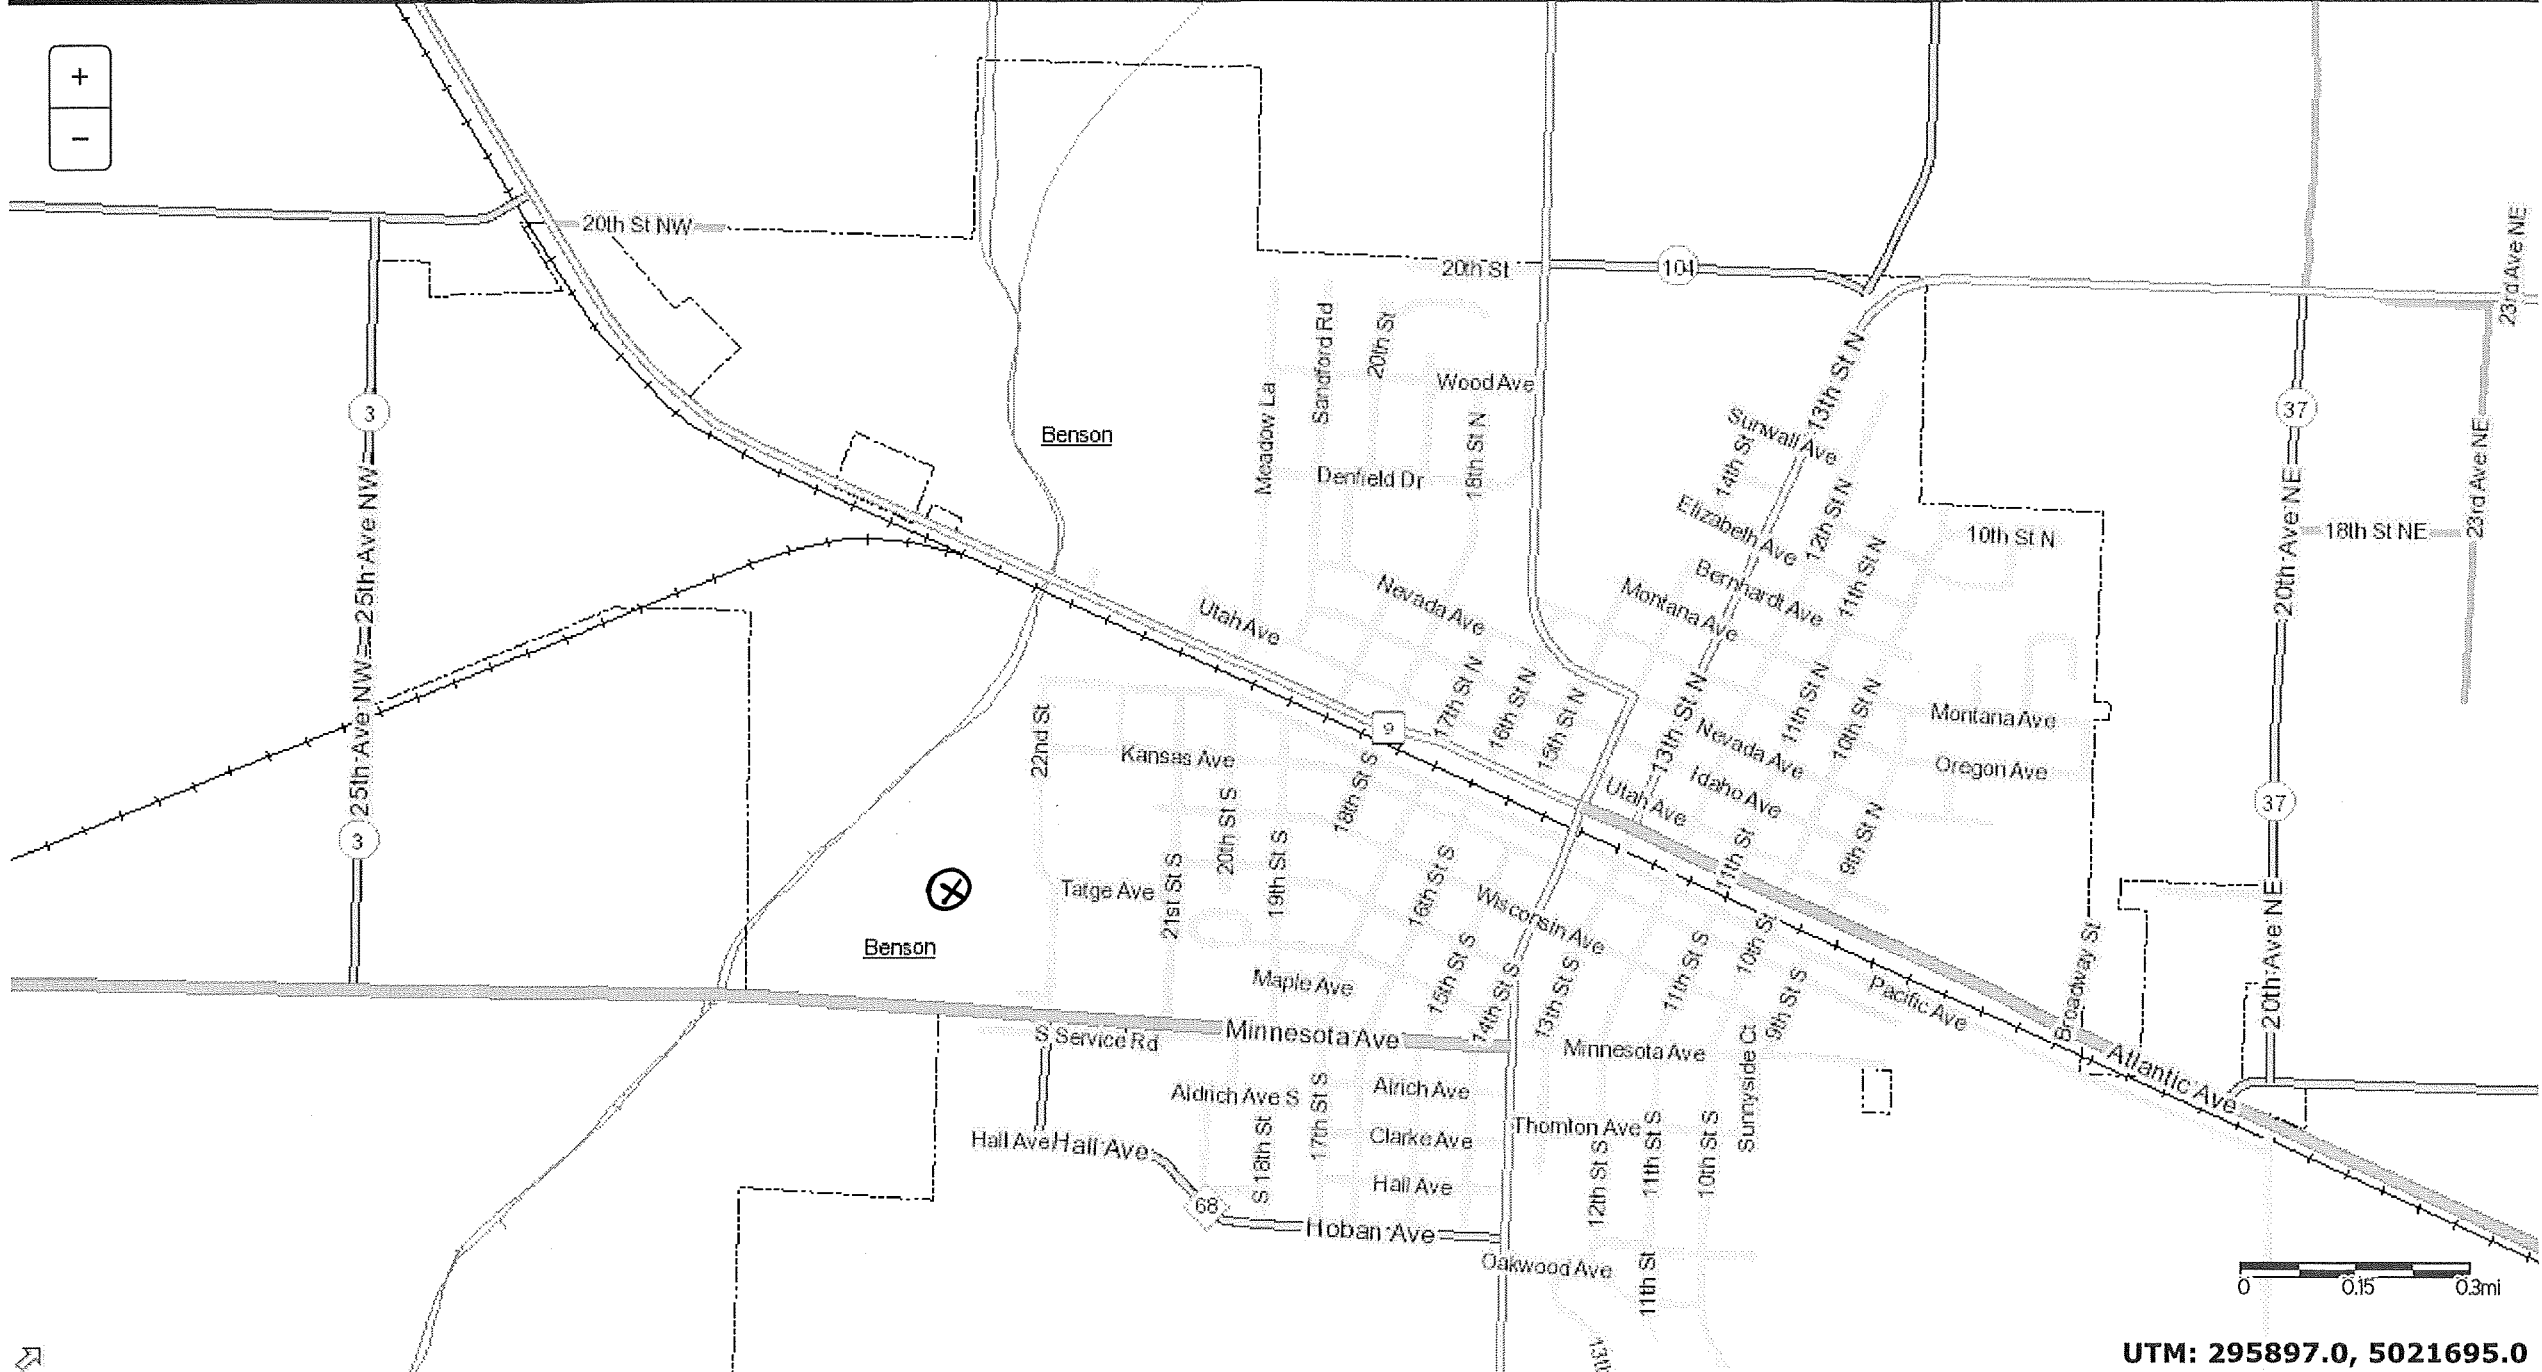 +
−
20th St NW
3
25th Ave NW
25th Ave NW
3
Benson
Benson
20th St
101
Meadow La
Sandford Rd
20th St
Wood Ave
18th St N
Denfield Dr
13th St N
Sunwall Ave
14th St
Elizabeth Ave
12th St N
Bernhardt Ave
11th St N
10th St N
37
20th Ave NE
18th St NE
23rd Ave NE
23rd Ave NE
Utah Ave
Nevada Ave
Montana Ave
9
17th St N
16th St N
15th St N
13th St N
Nevada Ave
11th St N
10th St N
Montana Ave
Oregon Ave
Idaho Ave
Utah Ave
11th St
9th St N
37
20th Ave NE
22nd St
Kansas Ave
20th St S
18th St S
Tatge Ave
21st St S
19th St S
16th St S
Wisconsin Ave
Maple Ave
15th St S
14th St S
13th St S
11th St S
10th St
9th St S
Pacific Ave
Broadway St
Atlantic Ave
S Service Rd
Minnesota Ave
Minnesota Ave
Sunnyside Ct
Aldrich Ave S
17th St S
Alrich Ave
Hall Ave
Hall Ave
S 18th St
Clarke Ave
Thornton Ave
12th St S
11th St S
10th St S
Hall Ave
68
Hoban Ave
Oakwood Ave
11th St
0 0.15 0.3mi
UTM: 295897.0, 5021695.0